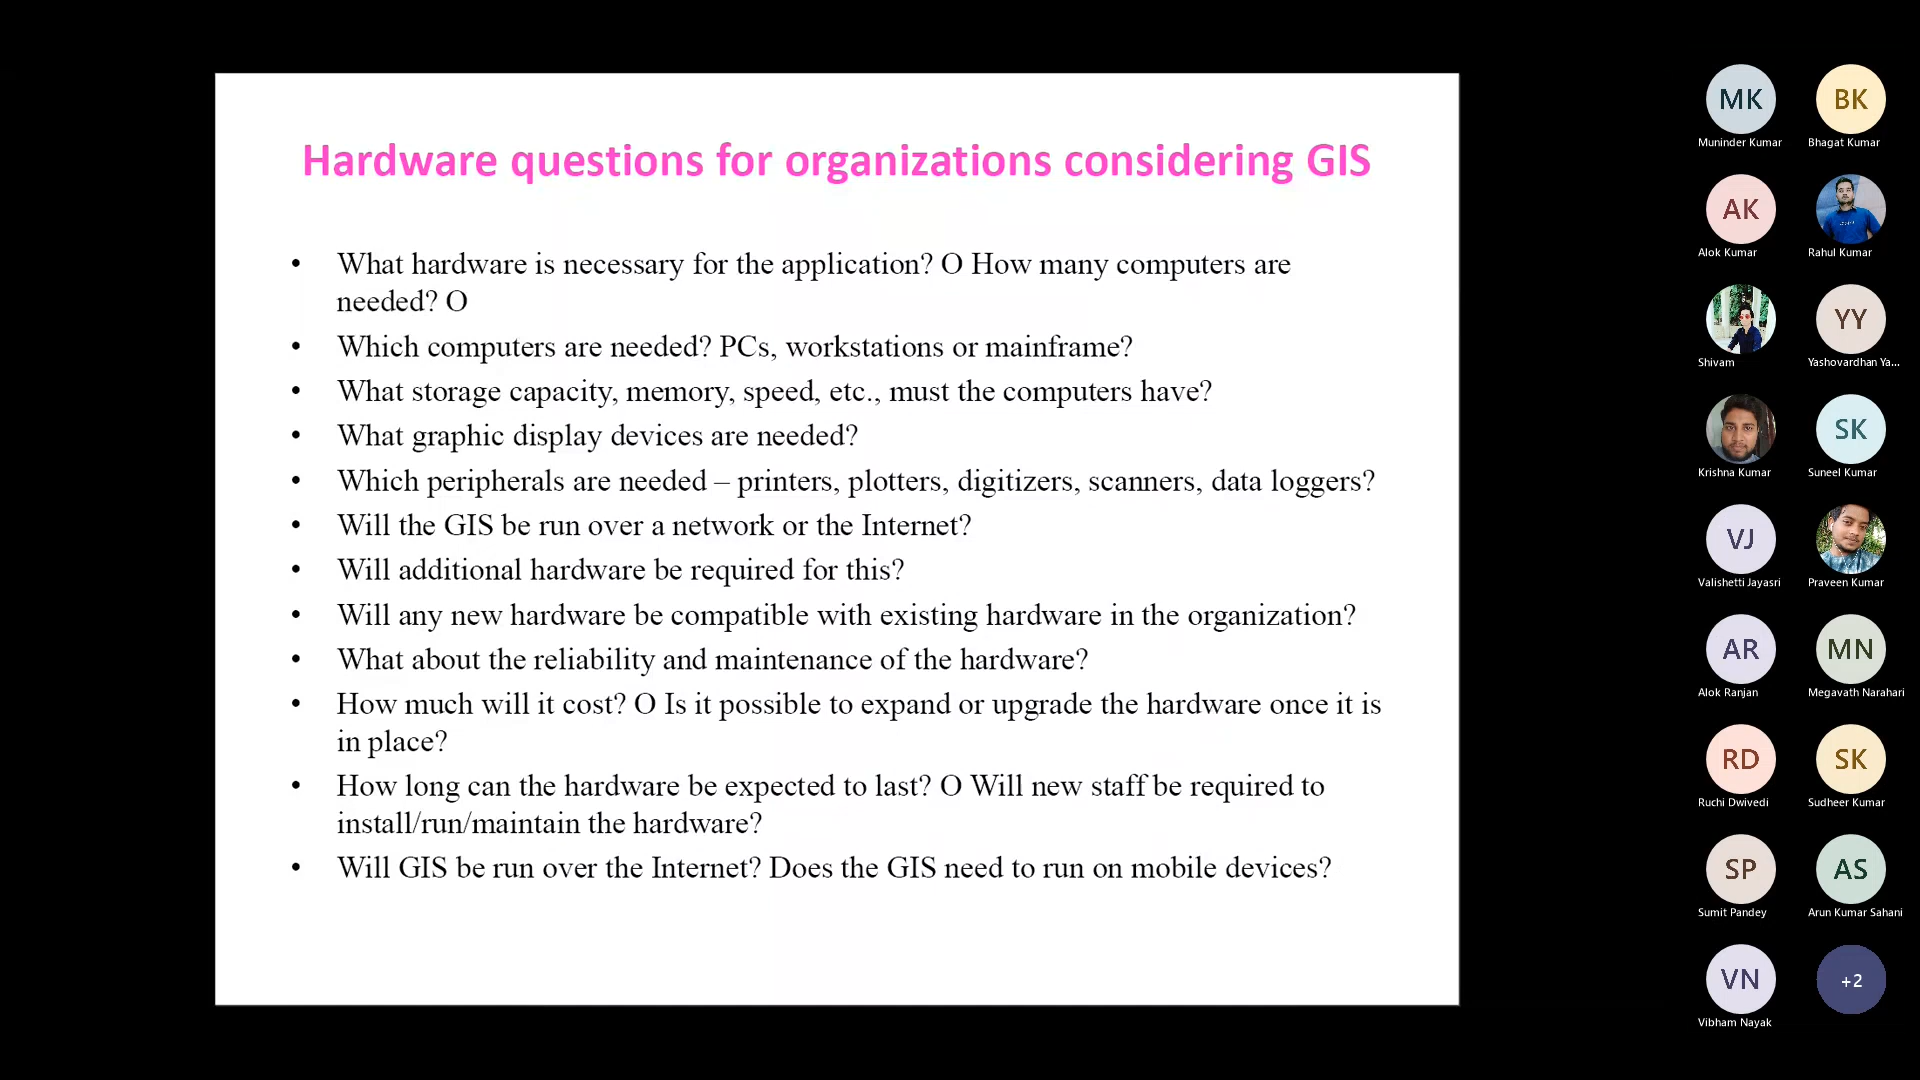 Hardware questions for organizations considering GIS
• What hardware is necessary for the application? O How many computers are
needed? O
• Which computers are needed? PCs, workstations or mainframe?
• What storage capacity, memory, speed, etc., must the computers have?
• What graphic display devices are needed?
• Which peripherals are needed – printers, plotters, digitizers, scanners, data loggers?
• Will the GIS be run over a network or the Internet?
• Will additional hardware be required for this?
• Will any new hardware be compatible with existing hardware in the organization?
• What about the reliability and maintenance of the hardware?
• How much will it cost? O Is it possible to expand or upgrade the hardware once it is
in place?
• How long can the hardware be expected to last? O Will new staff be required to
install/run/maintain the hardware?
• Will GIS be run over the Internet? Does the GIS need to run on mobile devices?
MK BK
Muninder Kumar Bhagat Kumar
AK
Alok Kumar Rahul Kumar
YY
Shivam Yashovardhan Ya...
SK
Krishna Kumar Suneel Kumar
VJ
Valishetti Jayasri Praveen Kumar
AR MN
Alok Ranjan Megavath Narahari
RD SK
Ruchi Dwivedi Sudheer Kumar
SP AS
Sumit Pandey Arun Kumar Sahani
VN +2
Vibham Nayak